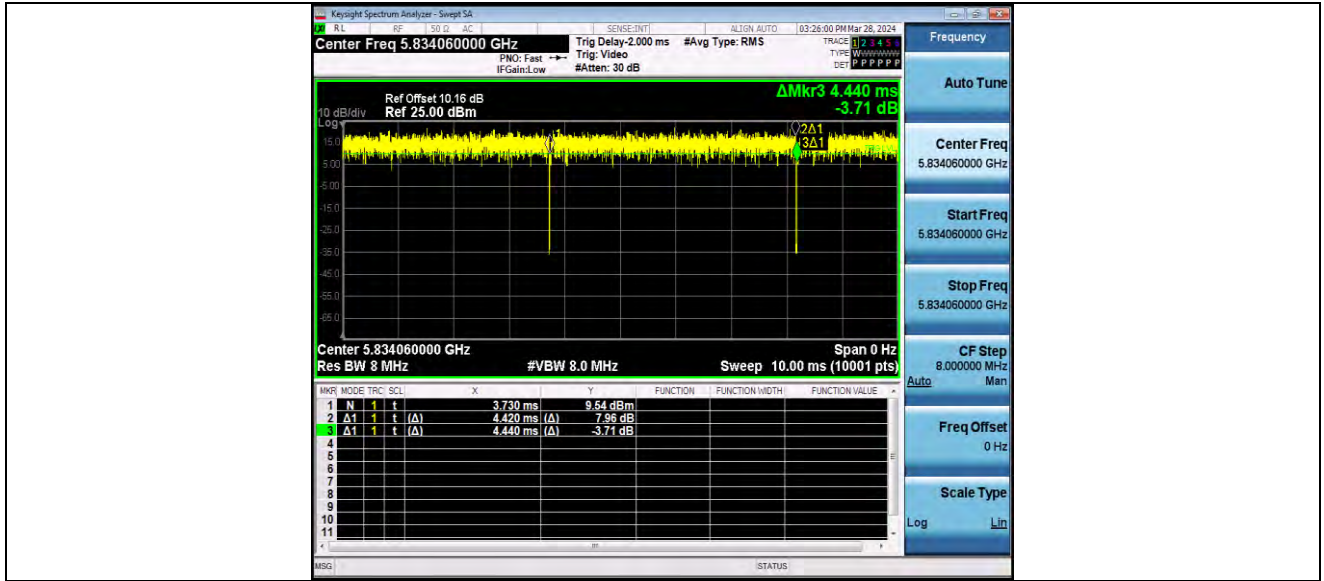 Keysight Spectrum Analyzer - Swept SA
RL RF 50 Ω AC SENSE:INT ALIGN AUTO 03:26:00 PM Mar 28, 2024
Center Freq 5.834060000 GHz
PNO: Fast
IFGain:Low
Trig Delay-2.000 ms
Trig: Video
#Atten: 30 dB
#Avg Type: RMS
TRACE 1 2 3 4 5 6
TYPE
DET P P P P P P
ΔMkr3 4.440 ms
-3.71 dB
Ref Offset 10.16 dB
10 dB/div Ref 25.00 dBm
Log
15.0
5.00
-5.00
-15.0
-25.0
-35.0
-45.0
-55.0
-65.0
1
2Δ1
3Δ1
Center 5.834060000 GHz Span 0 Hz
Res BW 8 MHz #VBW 8.0 MHz Sweep 10.00 ms (10001 pts)
MKR MODE TRC SCL X Y FUNCTION FUNCTION WIDTH FUNCTION VALUE
1 N 1 t 3.730 ms 9.54 dBm
2 Δ1 1 t (Δ) 4.420 ms (Δ) 7.96 dB
3 Δ1 1 t (Δ) 4.440 ms (Δ) -3.71 dB
4
5
6
7
8
9
10
11
MSG STATUS
Frequency
Auto Tune
Center Freq
5.834060000 GHz
Start Freq
5.834060000 GHz
Stop Freq
5.834060000 GHz
CF Step
8.000000 MHz
Auto Man
Freq Offset
0 Hz
Scale Type
Log Lin